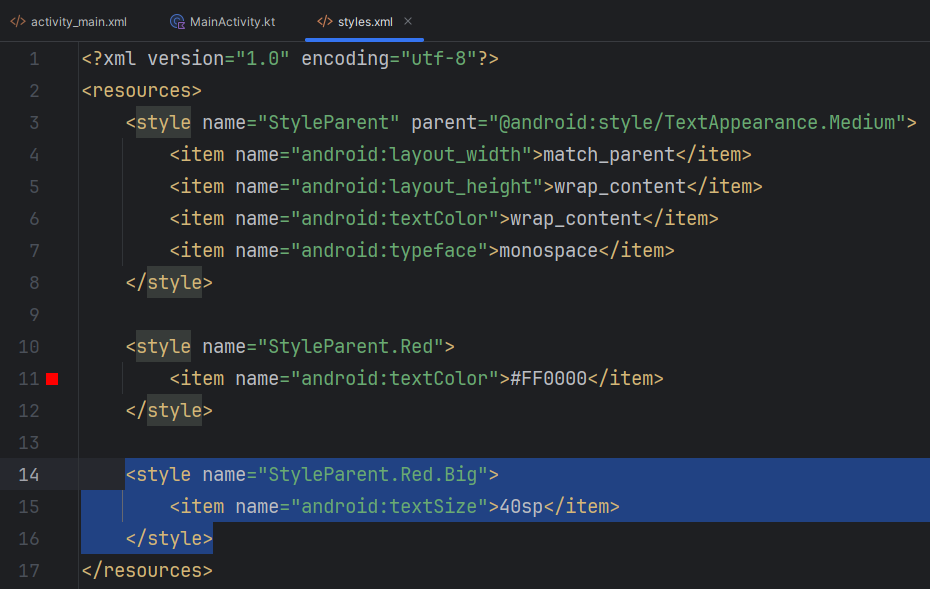 activity_main.xml MainActivity.kt styles.xml
1 <?xml version="1.0" encoding="utf-8"?>
2 <resources>
3 <style name="StyleParent" parent="@android:style/TextAppearance.Medium">
4 <item name="android:layout_width">match_parent</item>
5 <item name="android:layout_height">wrap_content</item>
6 <item name="android:textColor">wrap_content</item>
7 <item name="android:typeface">monospace</item>
8 </style>
9
10 <style name="StyleParent.Red">
11 <item name="android:textColor">#FF0000</item>
12 </style>
13
14 <style name="StyleParent.Red.Big">
15 <item name="android:textSize">40sp</item>
16 </style>
17 </resources>